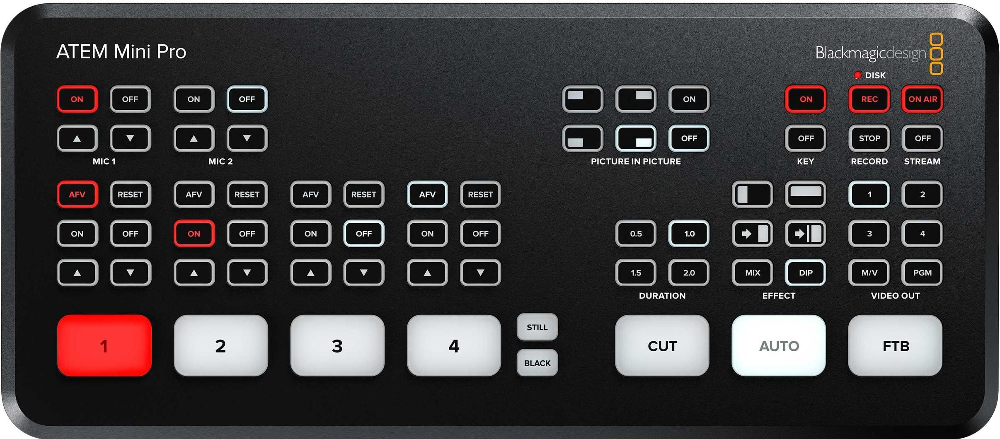 ATEM Mini Pro
Blackmagicdesign
DISK
ON OFF ON OFF ON ON REC ON AIR
OFF OFF STOP OFF
MIC 1 MIC 2 PICTURE IN PICTURE KEY RECORD STREAM
AFV RESET AFV RESET AFV RESET AFV RESET 1 2
ON OFF ON OFF ON OFF ON OFF 0.5 1.0 3 4
1.5 2.0 MIX DIP M/V PGM
DURATION EFFECT VIDEO OUT
STILL
1 2 3 4 CUT AUTO FTB
BLACK